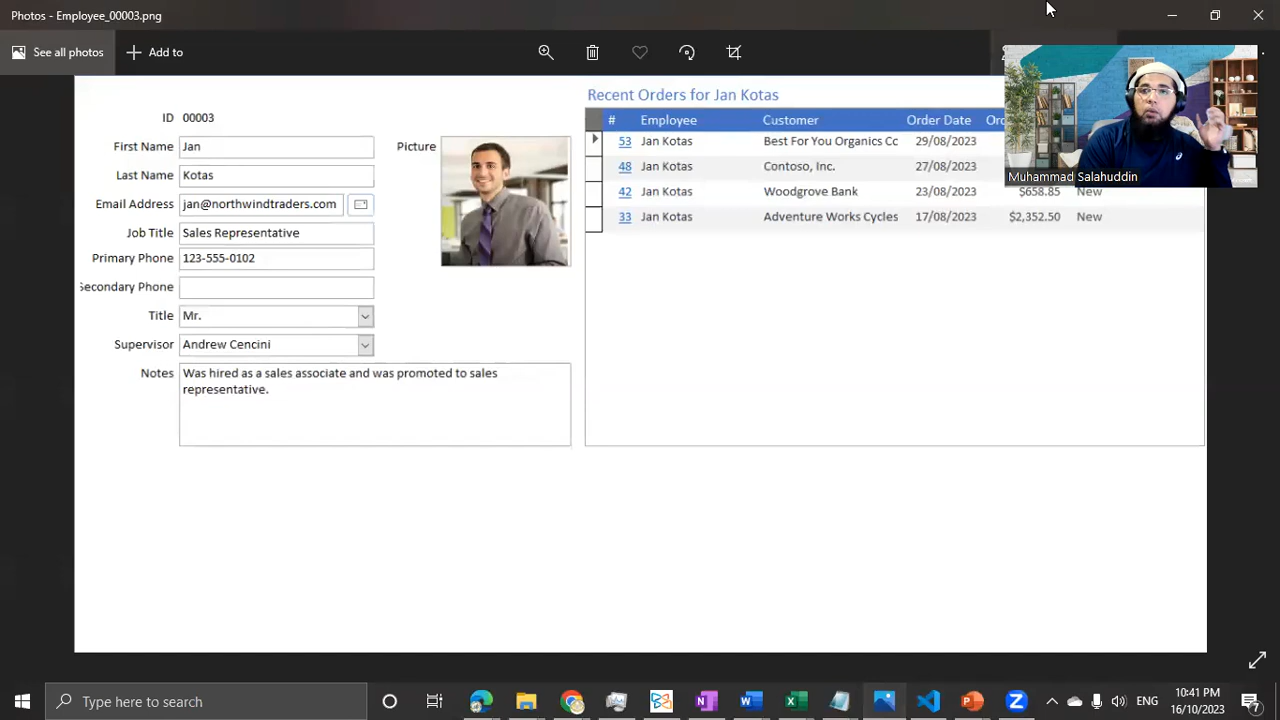 Photos - Employee_00003.png
See all photos
Add to
Muhammad Salahuddin
ID 00003
First Name Jan
Last Name Kotas
Email Address jan@northwindtraders.com
Job Title Sales Representative
Primary Phone 123-555-0102
Secondary Phone
Title Mr.
Supervisor Andrew Cencini
Notes Was hired as a sales associate and was promoted to sales
representative.
Picture
Recent Orders for Jan Kotas
# Employee Customer Order Date Orc
53 Jan Kotas Best For You Organics Cc 29/08/2023
48 Jan Kotas Contoso, Inc. 27/08/2023
42 Jan Kotas Woodgrove Bank 23/08/2023 $658.85 New
33 Jan Kotas Adventure Works Cycles 17/08/2023 $2,352.50 New
Type here to search
ENG
10:41 PM
16/10/2023
7